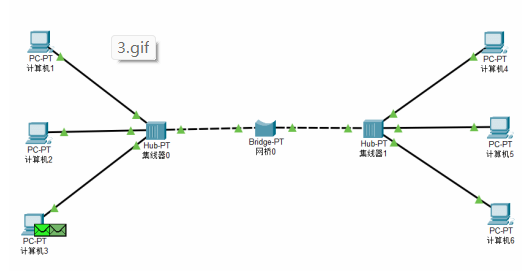 3.gif
PC-PT
计算机1
PC-PT
计算机4
PC-PT
计算机2
Hub-PT
集线器0
Bridge-PT
网桥0
Hub-PT
集线器1
PC-PT
计算机5
PC-PT
计算机3
PC-PT
计算机6